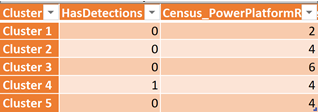 Cluster HasDetections Census_PowerPlatformR
Cluster 1 0 2
Cluster 2 0 4
Cluster 3 0 6
Cluster 4 1 4
Cluster 5 0 4